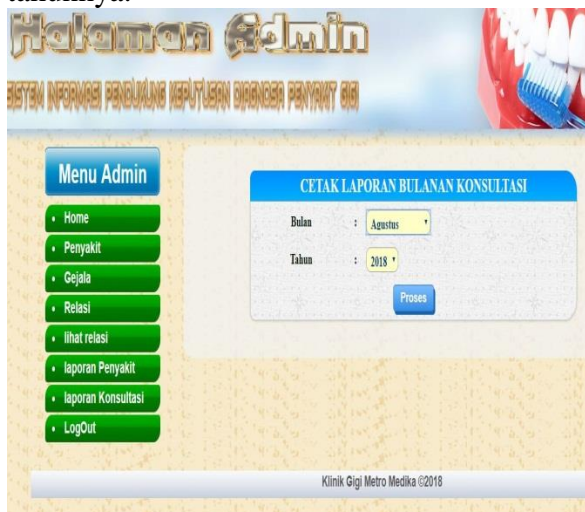 tahunnya.
Halaman Admin
SISTEM INFORMASI PENDUKUNG KEPUTUSAN DIAGNOSA PENYAKIT GIGI
Menu Admin
Home
Penyakit
Gejala
Relasi
lihat relasi
laporan Penyakit
laporan Konsultasi
LogOut
CETAK LAPORAN BULANAN KONSULTASI
Bulan : Agustus
Tahun : 2018
Proses
Klinik Gigi Metro Medika ©2018